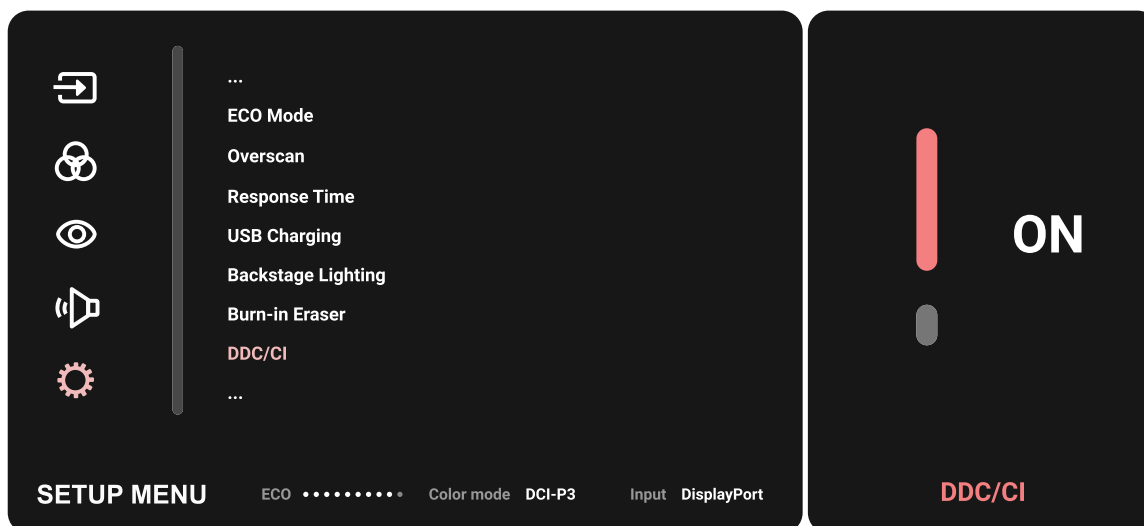 ...
ECO Mode
Overscan
Response Time
USB Charging
Backstage Lighting
Burn-in Eraser
DDC/CI
...
SETUP MENU ECO Color mode DCI-P3 Input DisplayPort
ON
DDC/CI